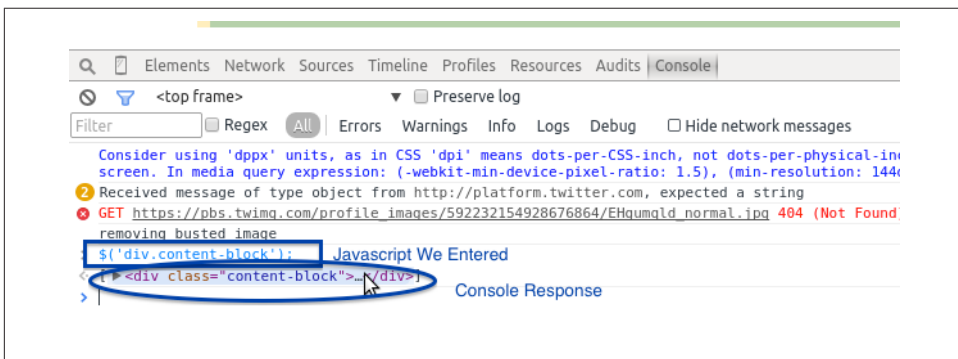 Elements Network Sources Timeline Profiles Resources Audits Console
<top frame> ▼ Preserve log
Filter Regex All Errors Warnings Info Logs Debug Hide network messages
Consider using 'dppx' units, as in CSS 'dpi' means dots-per-CSS-inch, not dots-per-physical-in
screen. In media query expression: (-webkit-min-device-pixel-ratio: 1.5), (min-resolution: 144
2 Received message of type object from http://platform.twitter.com, expected a string
GET https://pbs.twimg.com/profile_images/592232154928676864/EHqumqld_normal.jpg 404 (Not Found)
removing busted image
> $('div.content-block'); Javascript We Entered
< [▶<div class="content-block">…</div>]
Console Response
>